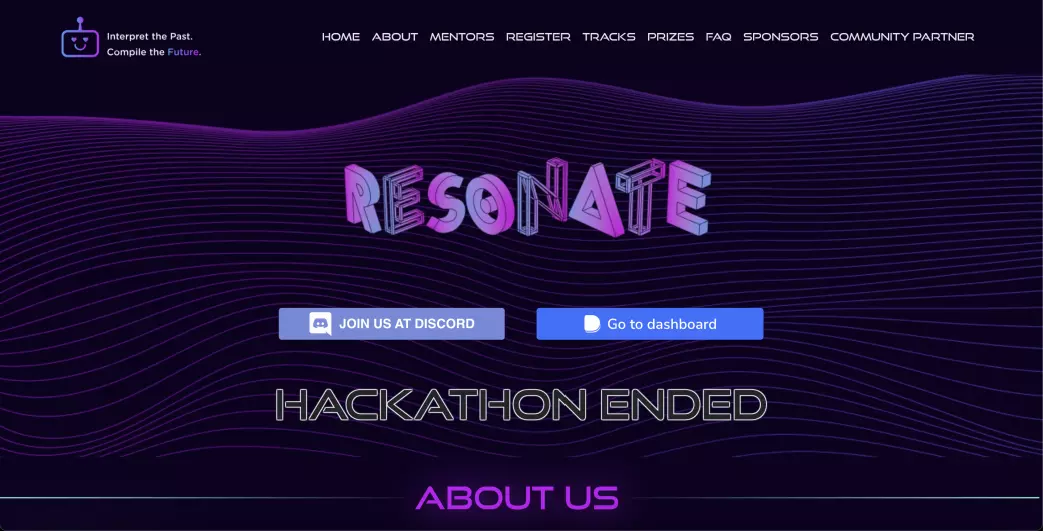 Interpret the Past.
Compile the Future.
HOME ABOUT MENTORS REGISTER TRACKS PRIZES FAQ SPONSORS COMMUNITY PARTNER
RESONATE
JOIN US AT DISCORD
Go to dashboard
HACKATHON ENDED
ABOUT US